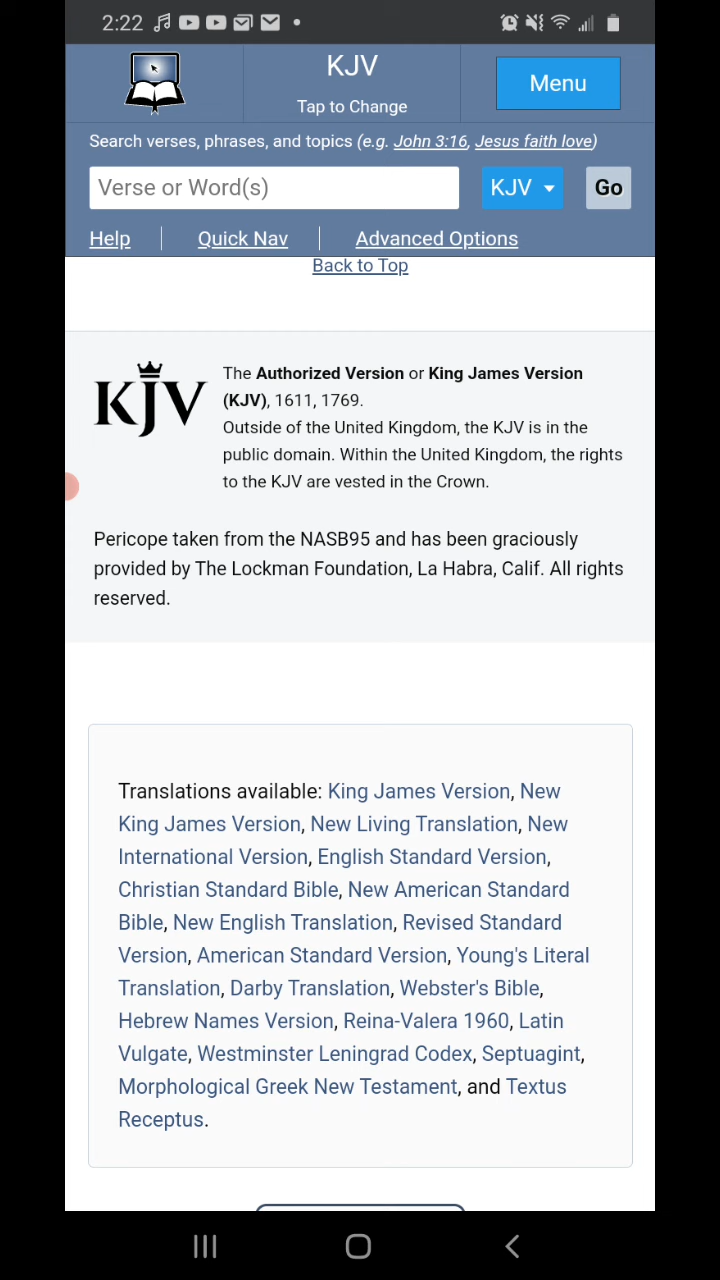 2:22
KJV
Menu
Tap to Change
Search verses, phrases, and topics (e.g. John 3:16, Jesus faith love)
Verse or Word(s)
KJV
Go
Help
Quick Nav
Advanced Options
Back to Top
KJV
The Authorized Version or King James Version
(KJV), 1611, 1769.
Outside of the United Kingdom, the KJV is in the
public domain. Within the United Kingdom, the rights
to the KJV are vested in the Crown.
Pericope taken from the NASB95 and has been graciously
provided by The Lockman Foundation, La Habra, Calif. All rights
reserved.
Translations available: King James Version, New
King James Version, New Living Translation, New
International Version, English Standard Version,
Christian Standard Bible, New American Standard
Bible, New English Translation, Revised Standard
Version, American Standard Version, Young's Literal
Translation, Darby Translation, Webster's Bible,
Hebrew Names Version, Reina-Valera 1960, Latin
Vulgate, Westminster Leningrad Codex, Septuagint,
Morphological Greek New Testament, and Textus
Receptus.